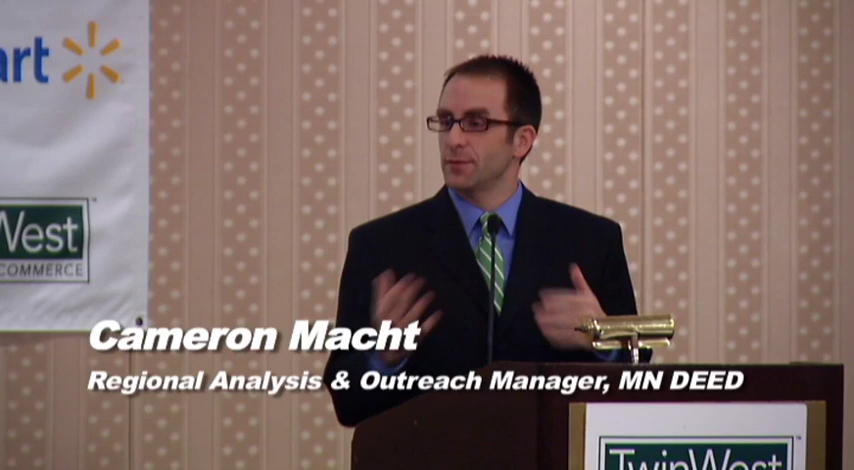 art
West
COMMERCE
Cameron Macht
Regional Analysis & Outreach Manager, MN DEED
TwinWest